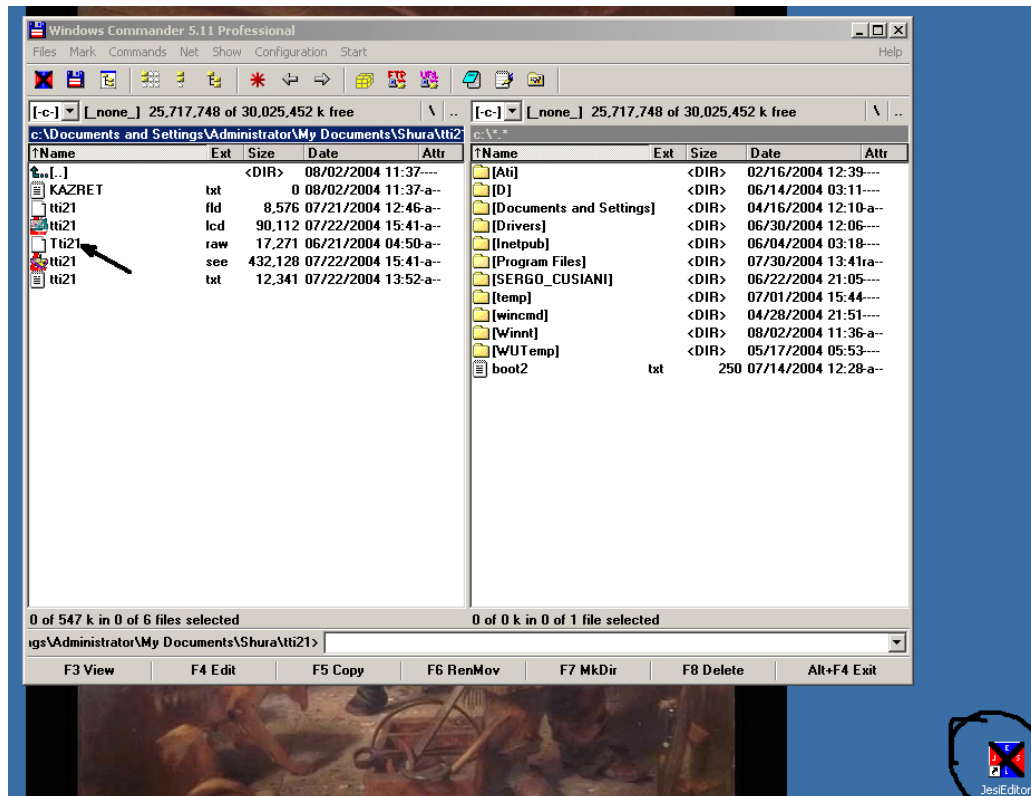 Windows Commander 5.11 Professional
Files Mark Commands Net Show Configuration Start Help
[-c-] [_none_] 25,717,748 of 30,025,452 k free \ ..
[-c-] [_none_] 25,717,748 of 30,025,452 k free \ ..
c:\Documents and Settings\Administrator\My Documents\Shura\tti2
c:\*.*
↑Name Ext Size Date Attr
[..] <DIR> 08/02/2004 11:37----
KAZRET txt 0 08/02/2004 11:37-a--
tti21 fld 8,576 07/21/2004 12:46-a--
tti21 lcd 90,112 07/22/2004 15:41-a--
Tti21 raw 17,271 06/21/2004 04:50-a--
tti21 see 432,128 07/22/2004 15:41-a--
tti21 txt 12,341 07/22/2004 13:52-a--
↑Name Ext Size Date Attr
[Ati] <DIR> 02/16/2004 12:39----
[D] <DIR> 06/14/2004 03:11----
[Documents and Settings] <DIR> 04/16/2004 12:10-a--
[Drivers] <DIR> 06/30/2004 12:06----
[Inetpub] <DIR> 06/04/2004 03:18----
[Program Files] <DIR> 07/30/2004 13:41ra--
[SERGO_CUSIANI] <DIR> 06/22/2004 21:05----
[temp] <DIR> 07/01/2004 15:44----
[wincmd] <DIR> 04/28/2004 21:51----
[Winnt] <DIR> 08/02/2004 11:36-a--
[WUTemp] <DIR> 05/17/2004 05:53----
boot2 txt 250 07/14/2004 12:28-a--
0 of 547 k in 0 of 6 files selected
0 of 0 k in 0 of 1 file selected
gs\Administrator\My Documents\Shura\tti21>
F3 View F4 Edit F5 Copy F6 RenMov F7 MkDir F8 Delete Alt+F4 Exit
JesiEditor